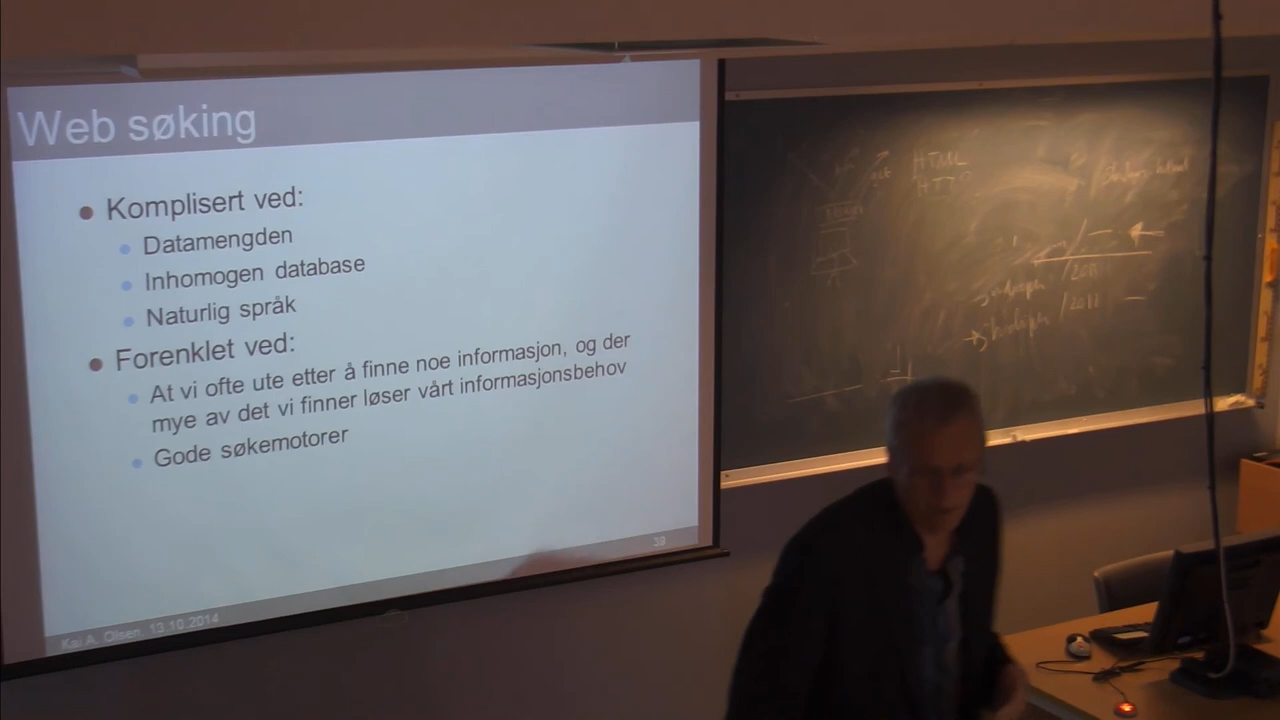 Web søking
Komplisert ved:
Datamengden
Inhomogen database
Naturlig språk
Forenklet ved:
At vi ofte ute etter å finne noe informasjon, og der
mye av det vi finner løser vårt informasjonsbehov
Gode søkemotorer
39
Kai A. Olsen, 13.10.2014
HTML
HTTP